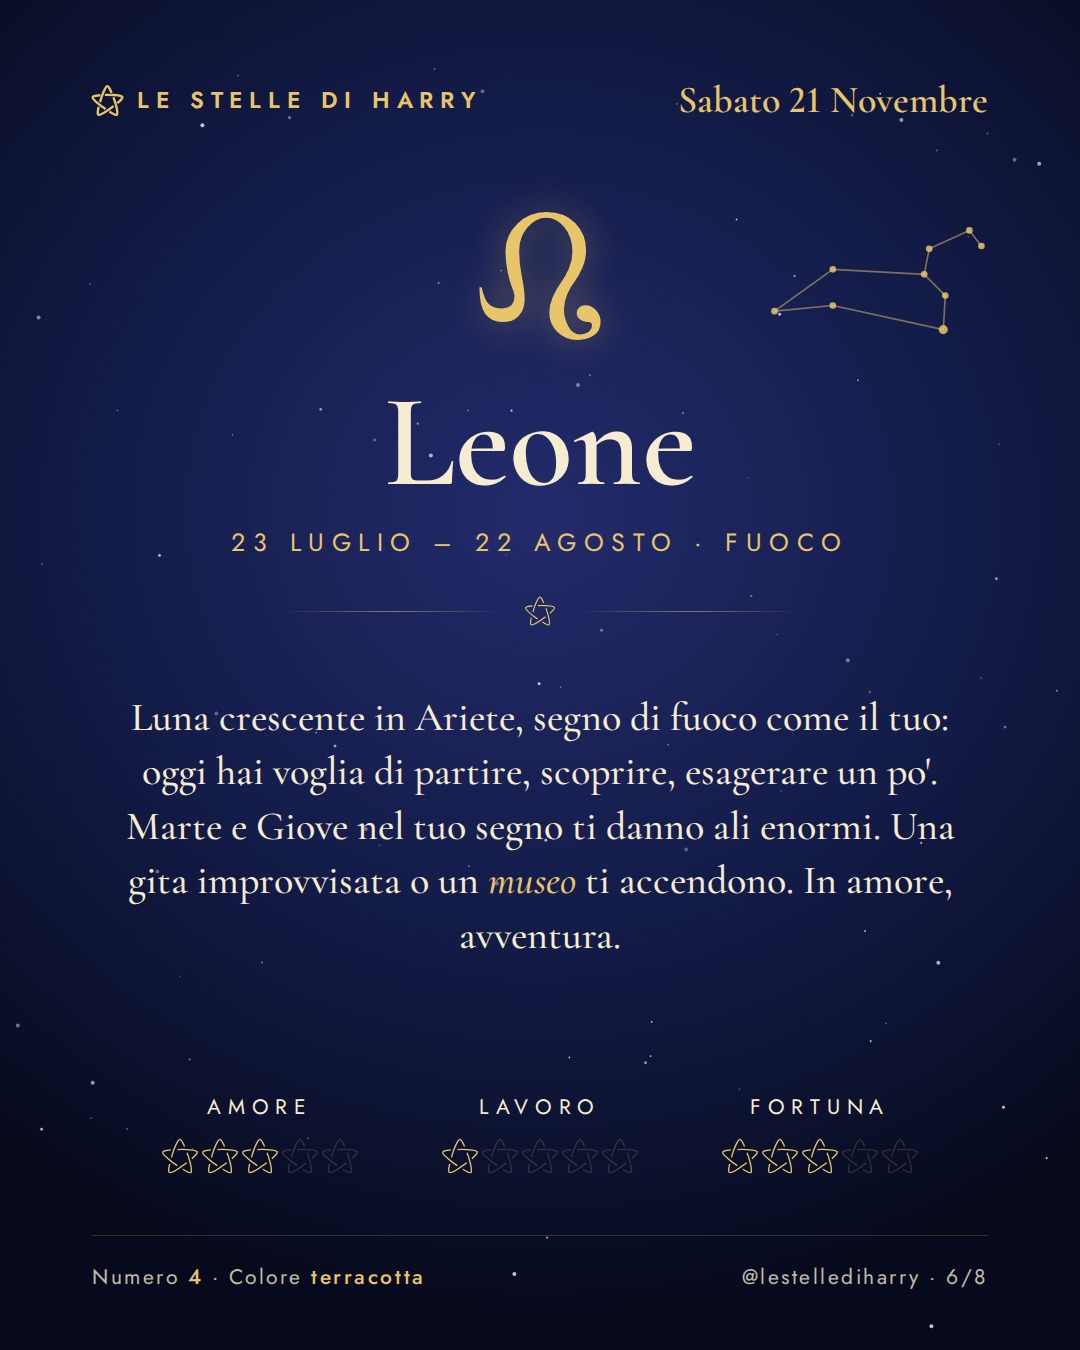 LE STELLE DI HARRY
Sabato 21 Novembre
♌
Leone
23 LUGLIO – 22 AGOSTO · FUOCO
Luna crescente in Ariete, segno di fuoco come il tuo:
oggi hai voglia di partire, scoprire, esagerare un po'.
Marte e Giove nel tuo segno ti danno ali enormi. Una
gita improvvisata o un museo ti accendono. In amore,
avventura.
AMORE
LAVORO
FORTUNA
Numero 4 · Colore terracotta
@lestellediharry · 6/8